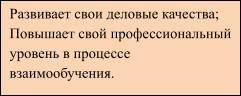 Развивает свои деловые качества;
Повышает свой профессиональный
уровень в процессе
взаимообучения.